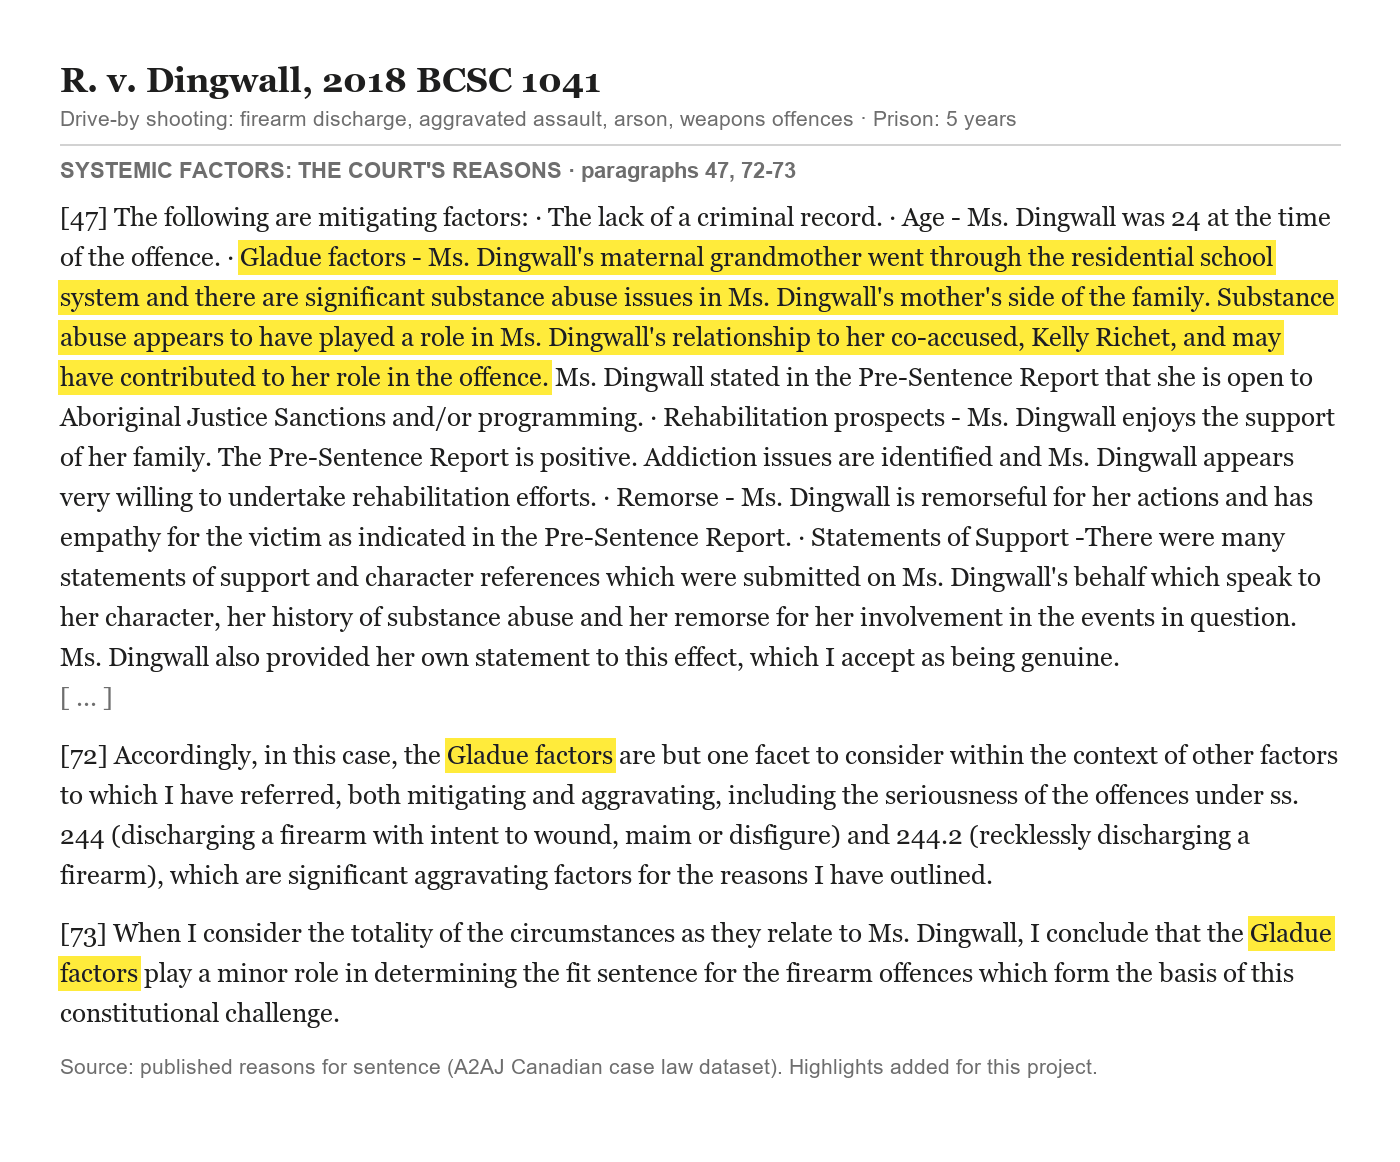 R. v. Dingwall, 2018 BCSC 1041
Drive-by shooting: firearm discharge, aggravated assault, arson, weapons offences · Prison: 5 years
SYSTEMIC FACTORS: THE COURT'S REASONS · paragraphs 47, 72-73
[47] The following are mitigating factors: · The lack of a criminal record. · Age - Ms. Dingwall was 24 at the time
of the offence. · Gladue factors - Ms. Dingwall's maternal grandmother went through the residential school
system and there are significant substance abuse issues in Ms. Dingwall's mother's side of the family. Substance
abuse appears to have played a role in Ms. Dingwall's relationship to her co-accused, Kelly Richet, and may
have contributed to her role in the offence. Ms. Dingwall stated in the Pre-Sentence Report that she is open to
Aboriginal Justice Sanctions and/or programming. · Rehabilitation prospects - Ms. Dingwall enjoys the support
of her family. The Pre-Sentence Report is positive. Addiction issues are identified and Ms. Dingwall appears
very willing to undertake rehabilitation efforts. · Remorse - Ms. Dingwall is remorseful for her actions and has
empathy for the victim as indicated in the Pre-Sentence Report. · Statements of Support -There were many
statements of support and character references which were submitted on Ms. Dingwall's behalf which speak to
her character, her history of substance abuse and her remorse for her involvement in the events in question.
Ms. Dingwall also provided her own statement to this effect, which I accept as being genuine.
[ ... ]
[72] Accordingly, in this case, the Gladue factors are but one facet to consider within the context of other factors
to which I have referred, both mitigating and aggravating, including the seriousness of the offences under ss.
244 (discharging a firearm with intent to wound, maim or disfigure) and 244.2 (recklessly discharging a
firearm), which are significant aggravating factors for the reasons I have outlined.
[73] When I consider the totality of the circumstances as they relate to Ms. Dingwall, I conclude that the Gladue
factors play a minor role in determining the fit sentence for the firearm offences which form the basis of this
constitutional challenge.
Source: published reasons for sentence (A2AJ Canadian case law dataset). Highlights added for this project.